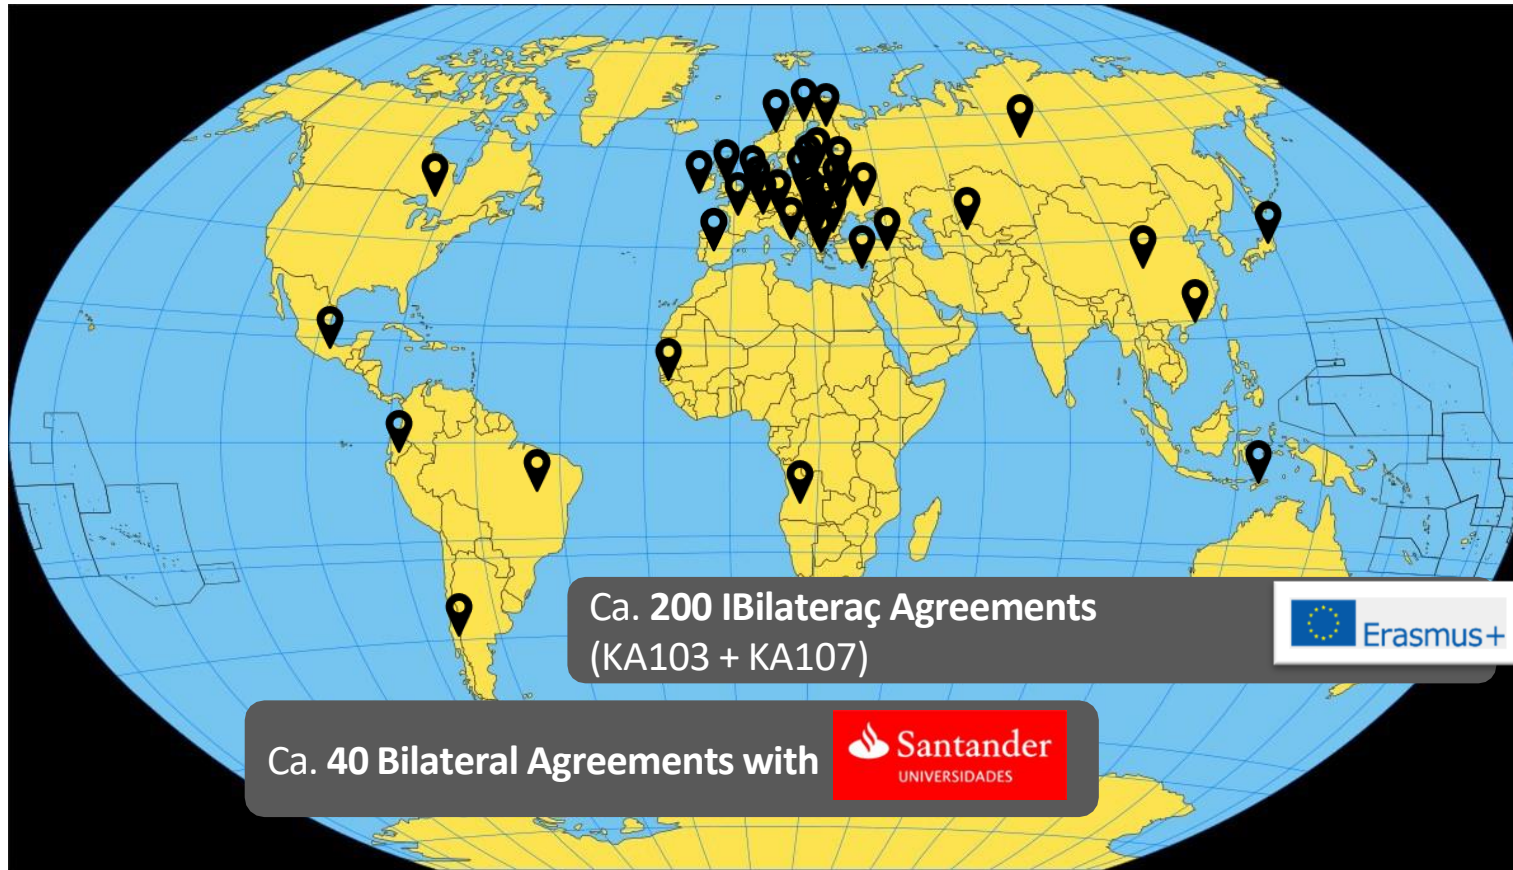 Ca. 200 IBilateraç Agreements
(KA103 + KA107)
Erasmus+
Ca. 40 Bilateral Agreements with
Santander
UNIVERSIDADES